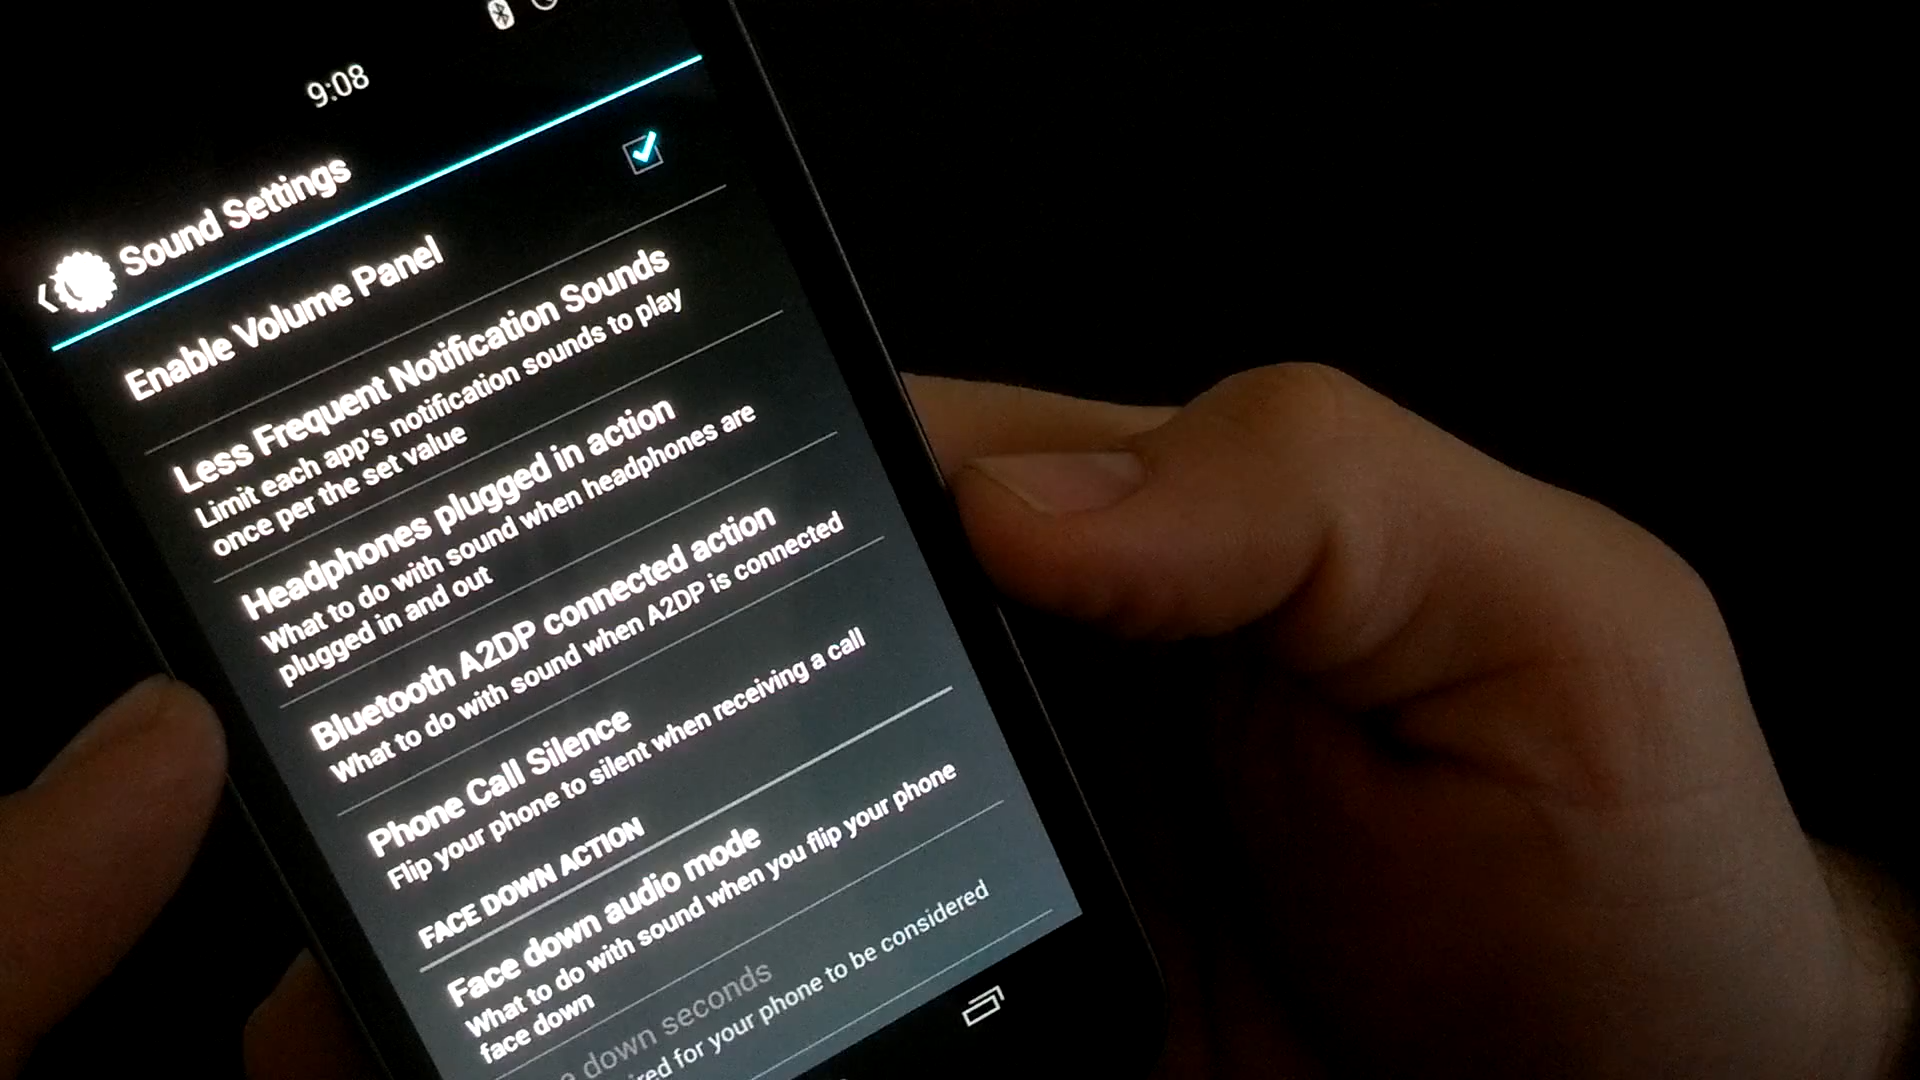 9:08
Sound Settings
Enable Volume Panel
Less Frequent Notification Sounds
Limit each app's notification sounds to play
once per the set value
Headphones plugged in action
What to do with sound when headphones are
plugged in and out
Bluetooth A2DP connected action
What to do with sound when A2DP is connected
Phone Call Silence
Flip your phone to silent when receiving a call
FACE DOWN ACTION
Face down audio mode
What to do with sound when you flip your phone
face down
down seconds
for your phone to be considered